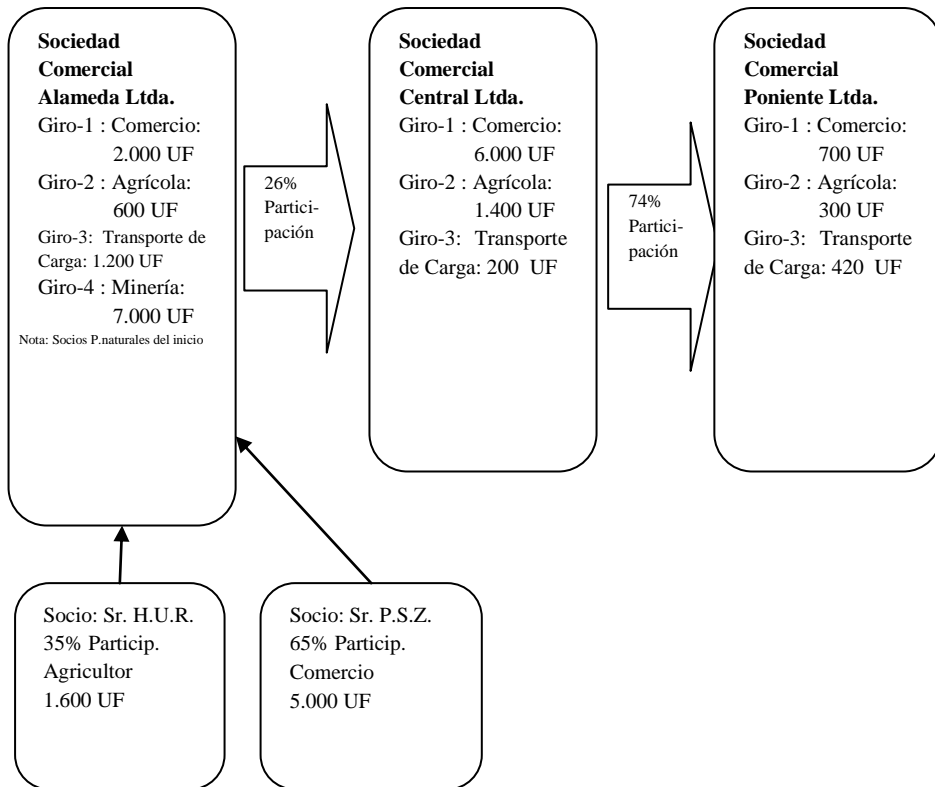 Sociedad
Comercial
Alameda Ltda.
Giro-1 : Comercio:
2.000 UF
Giro-2 : Agrícola:
600 UF
Giro-3: Transporte de
Carga: 1.200 UF
Giro-4 : Minería:
7.000 UF
Nota: Socios P.naturales del inicio
26%
Partici-
pación
Sociedad
Comercial
Central Ltda.
Giro-1 : Comercio:
6.000 UF
Giro-2 : Agrícola:
1.400 UF
Giro-3: Transporte
de Carga: 200 UF
74%
Partici-
pación
Sociedad
Comercial
Poniente Ltda.
Giro-1 : Comercio:
700 UF
Giro-2 : Agrícola:
300 UF
Giro-3: Transporte
de Carga: 420 UF
Socio: Sr. H.U.R.
35% Particip.
Agricultor
1.600 UF
Socio: Sr. P.S.Z.
65% Particip.
Comercio
5.000 UF